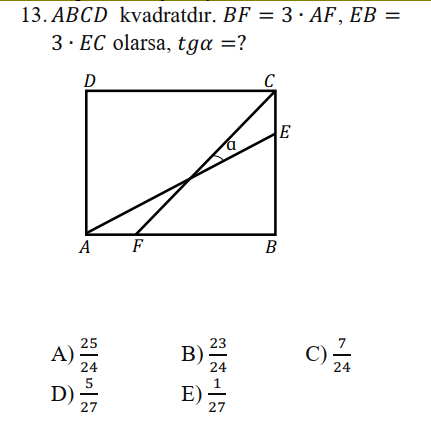 13. ABCD kvadratdır. BF = 3 · AF, EB =
3 · EC olarsa, tgα =?
D C
E
α
A F B
A) 25/24 B) 23/24 C) 7/24
D) 5/27 E) 1/27